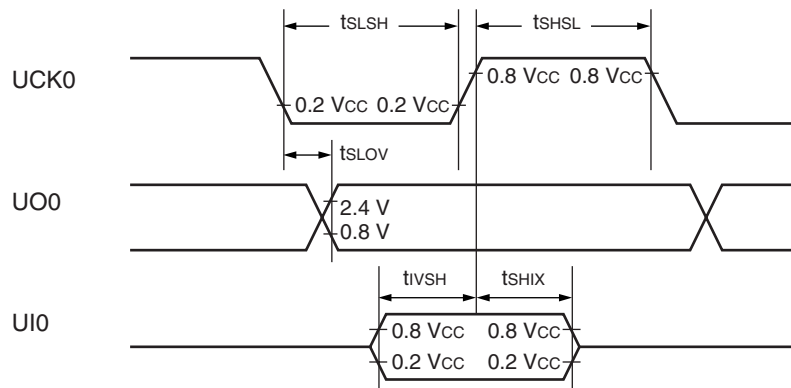 tSLSH tSHSL
UCK0
0.8 VCC 0.8 VCC
0.2 VCC 0.2 VCC
tSLOV
UO0
2.4 V
0.8 V
tIVSH tSHIX
UI0
0.8 VCC 0.8 VCC
0.2 VCC 0.2 VCC